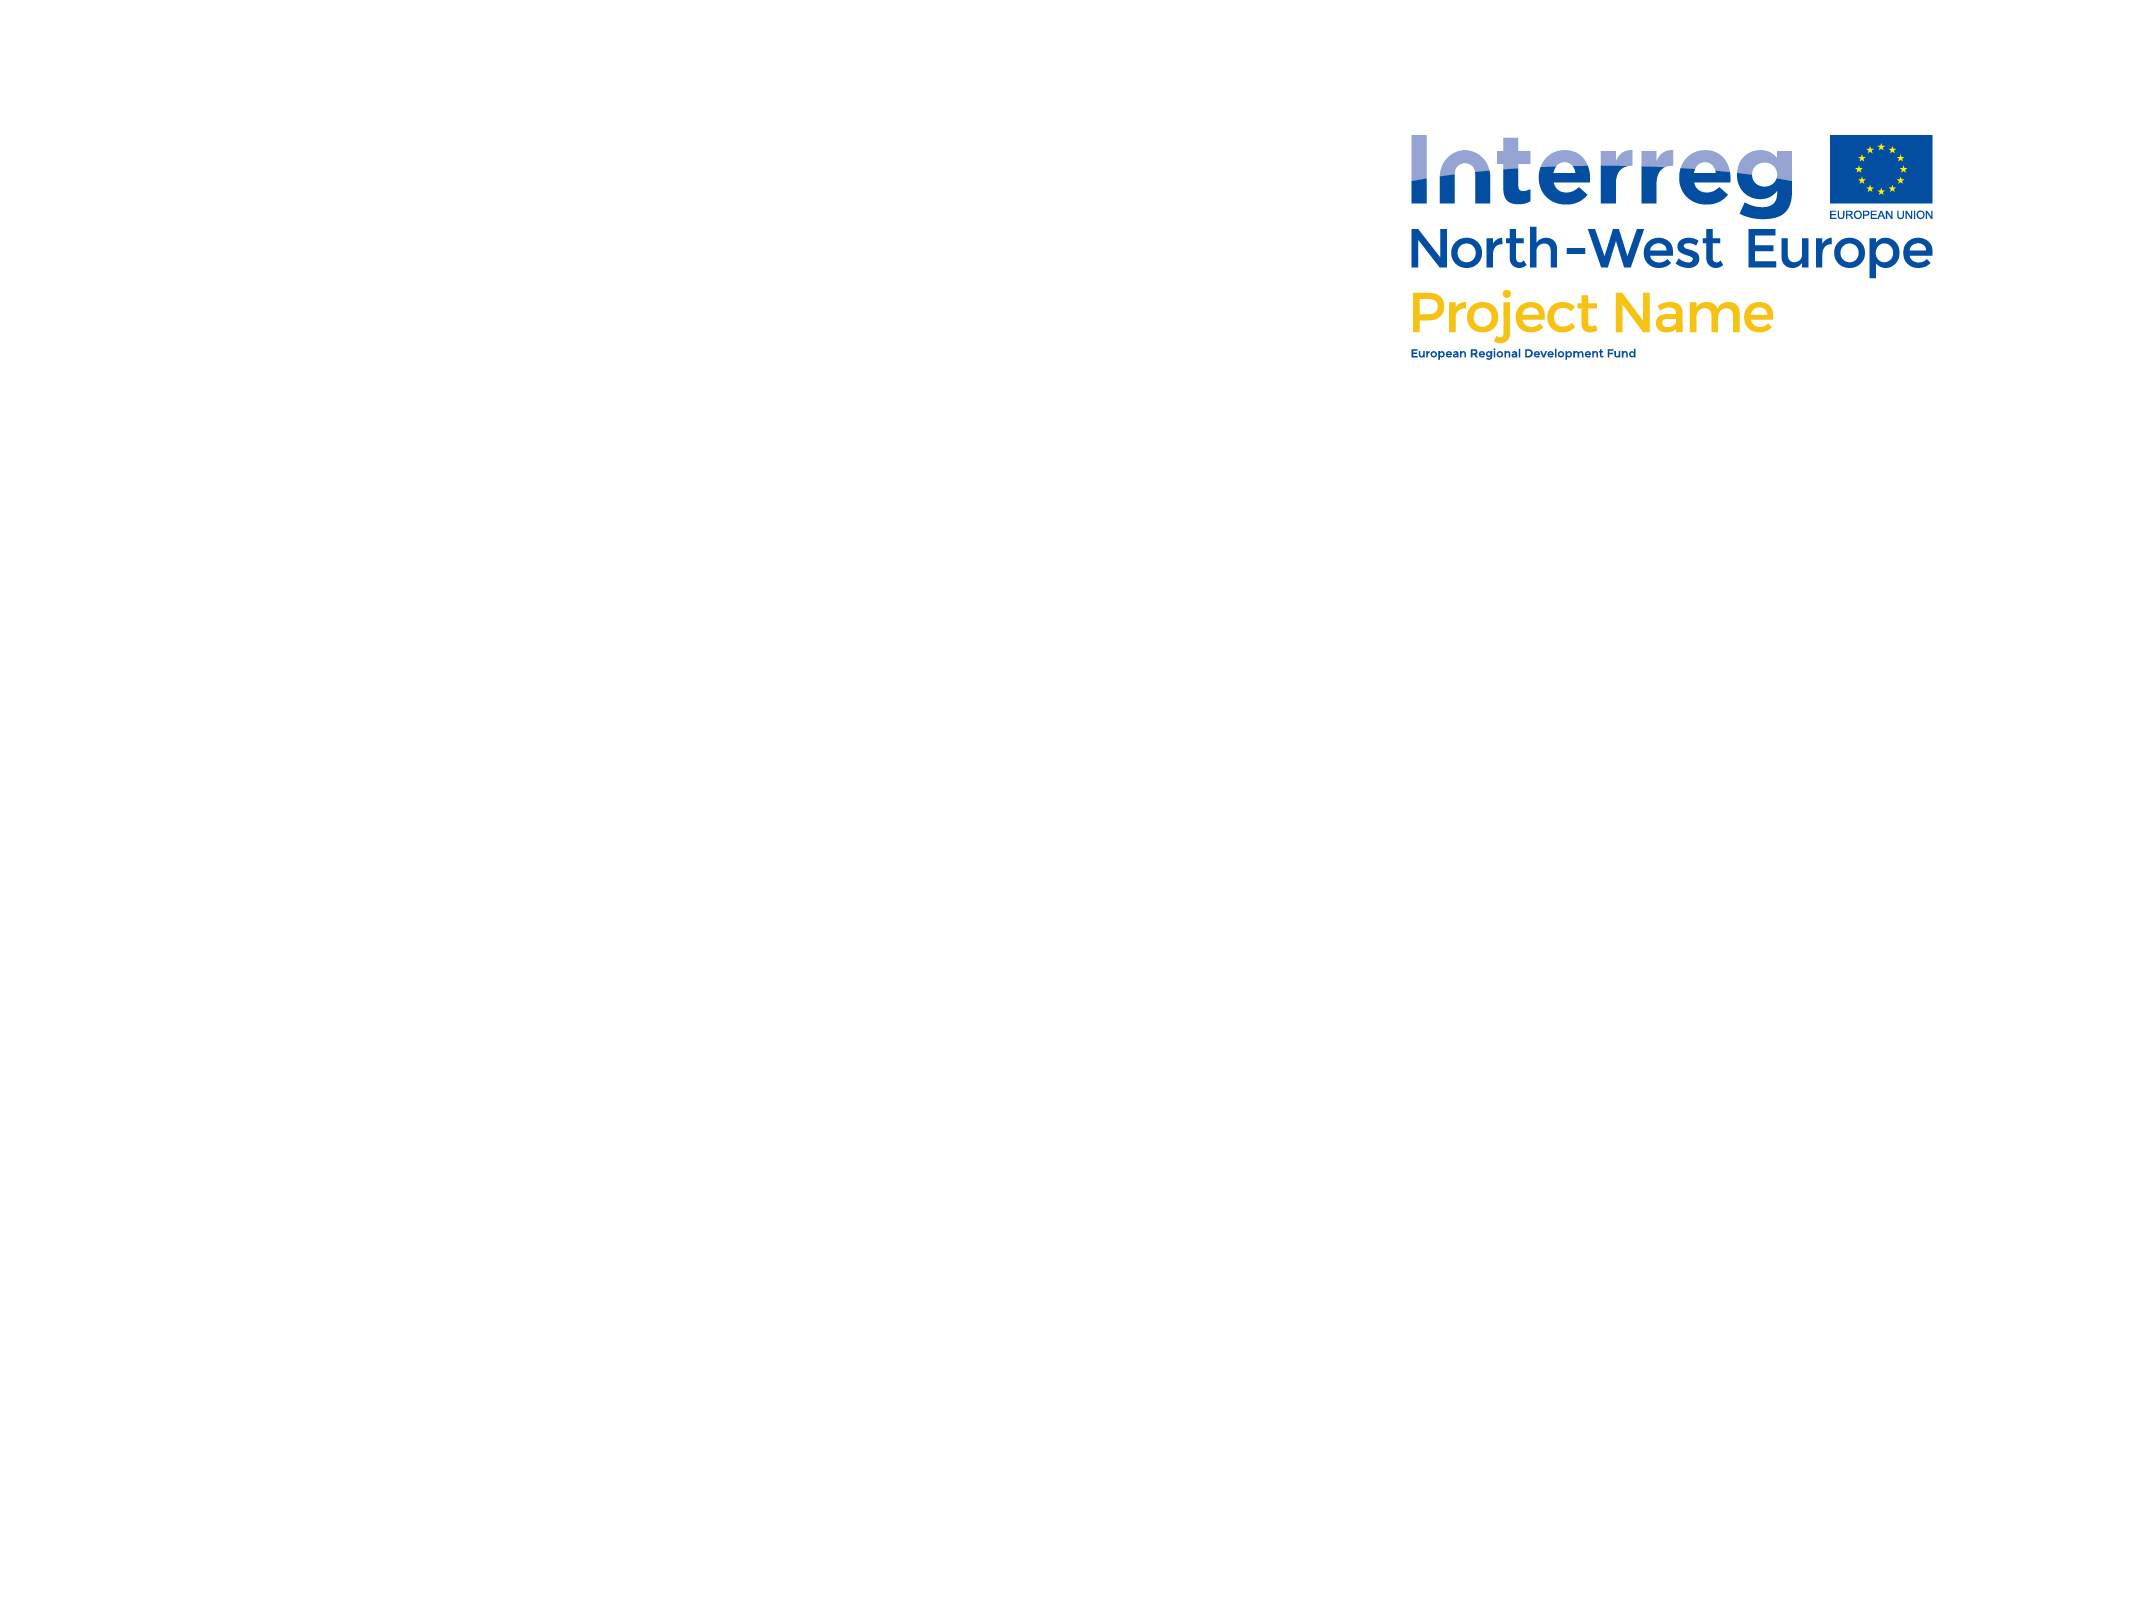 Interreg
EUROPEAN UNION
North-West Europe
Project Name
European Regional Development Fund